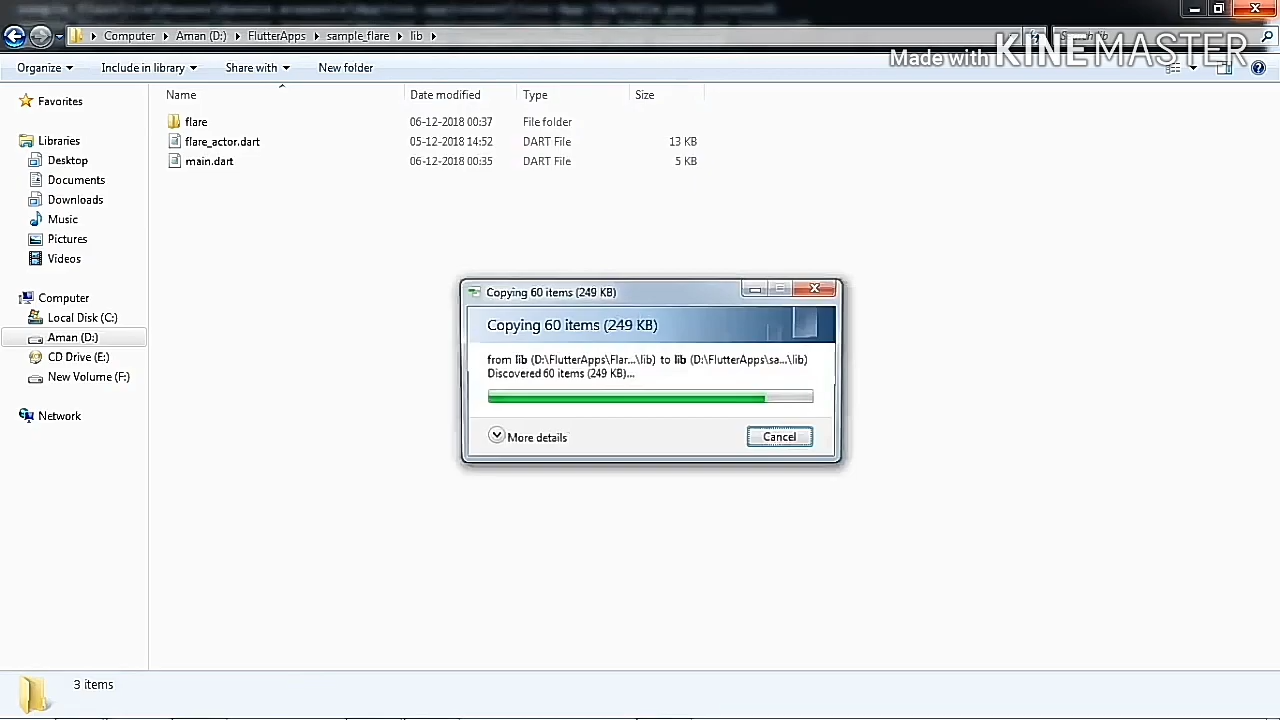 Computer Aman (D:) FlutterApps sample_flare lib
Made with KINEMASTER
Organize Include in library Share with New folder
Name Date modified Type Size
flare 06-12-2018 00:37 File folder
flare_actor.dart 05-12-2018 14:52 DART File 13 KB
main.dart 06-12-2018 00:35 DART File 5 KB
Favorites
Libraries
Desktop
Documents
Downloads
Music
Pictures
Videos
Computer
Local Disk (C:)
Aman (D:)
CD Drive (E:)
New Volume (F:)
Network
Copying 60 items (249 KB)
Copying 60 items (249 KB)
from lib (D:\FlutterApps\Flar...\lib) to lib (D:\FlutterApps\sa...\lib)
Discovered 60 items (249 KB)...
More details
Cancel
3 items